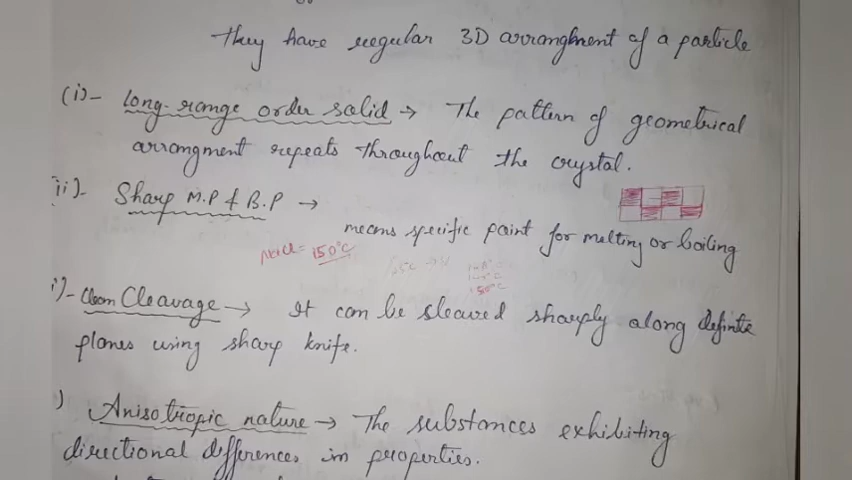 They have regular 3D arrangment of a particle
(i)- Long-range order solid → The pattern of geometrical
arrangment repeats throughout the crystal.
ii)- Sharp M.P & B.P →
means specific point for melting or boiling
= 150°C
150°C
)- Clean Cleavage → It can be sleaved sharply along definite
planes using sharp knife.
) Anisotropic nature → The substances exhibiting
directional differences in properties.